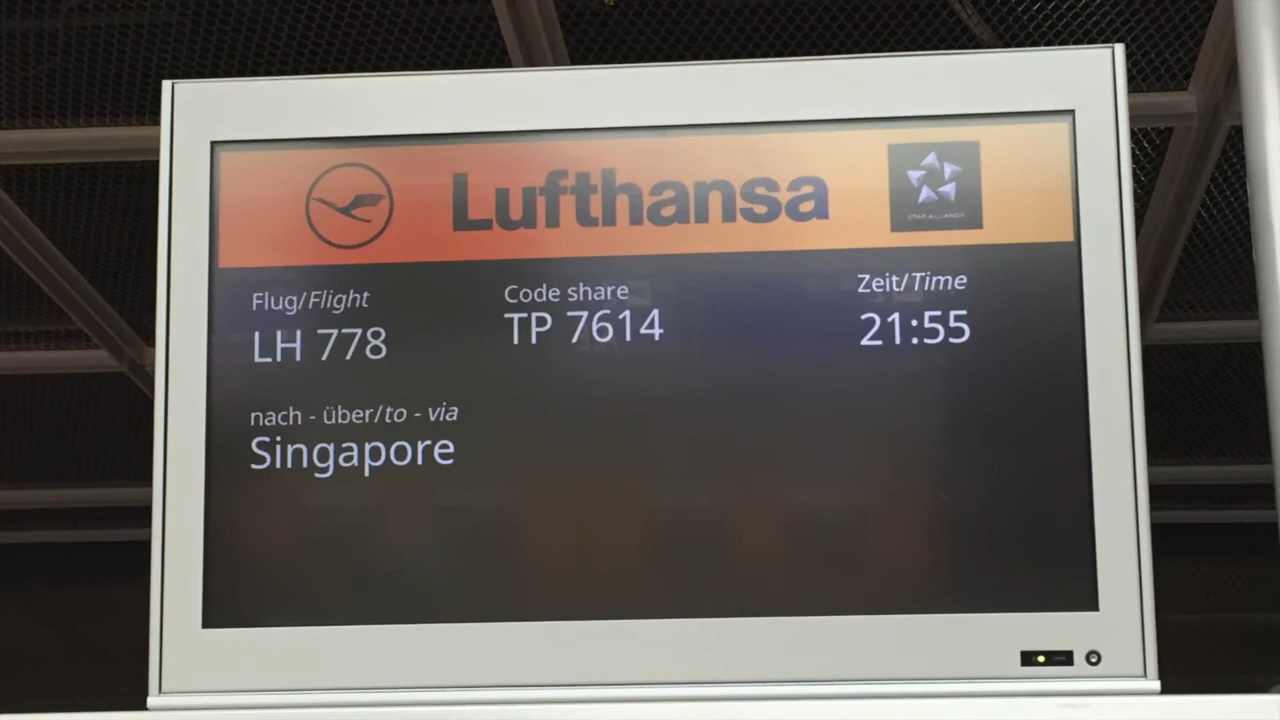 Lufthansa
STAR ALLIANCE
Flug/Flight
Code share
Zeit/Time
LH 778
TP 7614
21:55
nach - über/to - via
Singapore